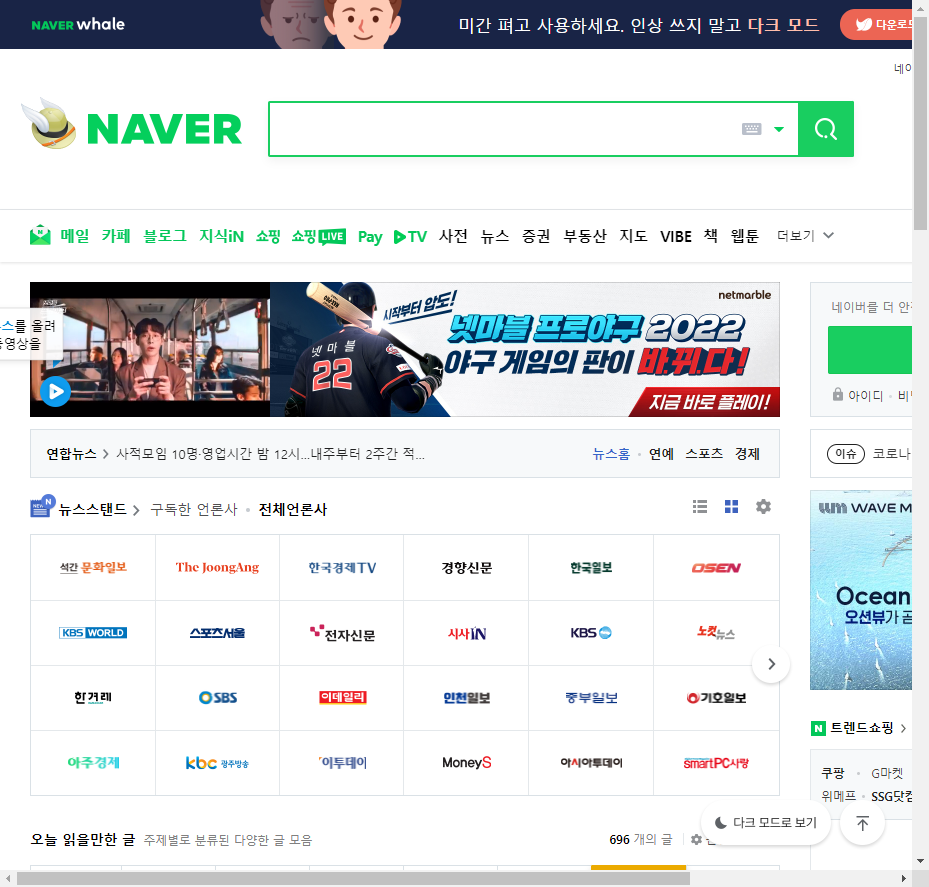 NAVER whale
미간 펴고 사용하세요. 인상 쓰지 말고 다크 모드
다운로드
네이
NAVER
메일 카페 블로그 지식iN 쇼핑 쇼핑LIVE Pay TV 사전 뉴스 증권 부동산 지도 VIBE 책 웹툰 더보기
netmarble
시작부터 압도!
넷마블 프로야구 2022
야구 게임의 판이 바.뀌.다!
지금 바로 플레이!
넷마블
22
스를 올려
동영상을
네이버를 더 안
아이디 · 비
연합뉴스 > 사적모임 10명·영업시간 밤 12시...내주부터 2주간 적...
뉴스홈 · 연예 스포츠 경제
이슈 코로나
뉴스스탠드 > 구독한 언론사 · 전체언론사
석간 문화일보 The JoongAng 한국경제TV 경향신문 한국일보 OSEN
KBS WORLD 스포츠서울 전자신문 시사IN KBS 노컷뉴스
한겨레 SBS 이데일리 인천일보 중부일보 기호일보
아주경제 kbc 광주방송 이투데이 MoneyS 아시아투데이 smartPC사랑
WAVE M
Ocean
오션뷰가 곧
N 트렌드쇼핑 >
쿠팡 · G마켓
위메프 · SSG닷컴
다크 모드로 보기
오늘 읽을만한 글 주제별로 분류된 다양한 글 모음
696 개의 글